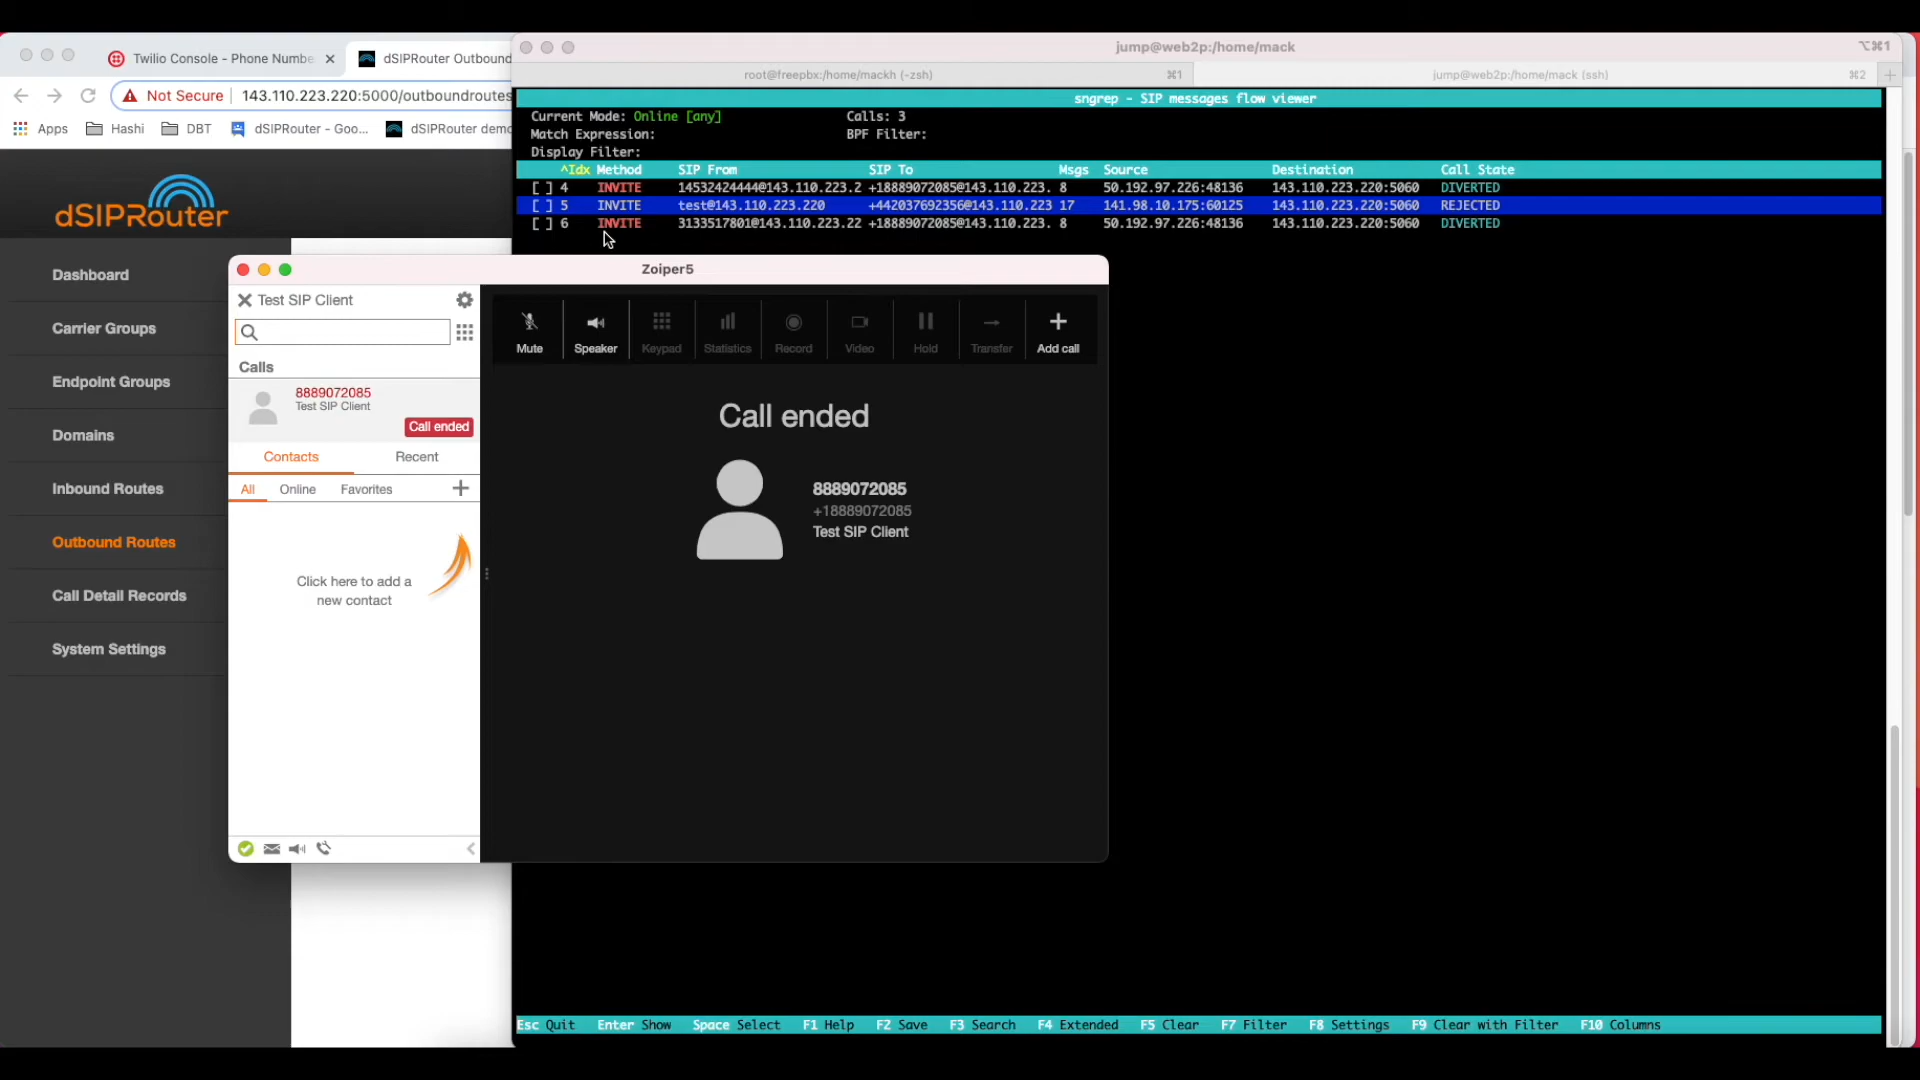 Twilio Console - Phone Numbe
dSIPRouter Outbound
Not Secure
143.110.223.220:5000/outboundroutes
Apps
Hashi
DBT
dSIPRouter - Goo...
dSIPRouter demo
dSIPRouter
Dashboard
Carrier Groups
Endpoint Groups
Domains
Inbound Routes
Outbound Routes
Call Detail Records
System Settings
jump@web2p:/home/mack
⌥⌘1
root@freepbx:/home/mackh (-zsh)
⌘1
jump@web2p:/home/mack (ssh)
⌘2
sngrep - SIP messages flow viewer
Current Mode: Online [any] Calls: 3
Match Expression: BPF Filter:
Display Filter:
^Idx Method SIP From SIP To Msgs Source Destination Call State
[ ] 4 INVITE 14532424444@143.110.223.2 +18889072085@143.110.223. 8 50.192.97.226:48136 143.110.223.220:5060 DIVERTED
[ ] 5 INVITE test@143.110.223.220 +442037692356@143.110.223 17 141.98.10.175:60125 143.110.223.220:5060 REJECTED
[ ] 6 INVITE 3133517801@143.110.223.22 +18889072085@143.110.223. 8 50.192.97.226:48136 143.110.223.220:5060 DIVERTED
Zoiper5
Test SIP Client
Calls
8889072085
Test SIP Client
Call ended
Contacts
Recent
All
Online
Favorites
Click here to add a
new contact
Mute
Speaker
Keypad
Statistics
Record
Video
Hold
Transfer
Add call
Call ended
8889072085
+18889072085
Test SIP Client
Esc Quit Enter Show Space Select F1 Help F2 Save F3 Search F4 Extended F5 Clear F7 Filter F8 Settings F9 Clear with Filter F10 Columns